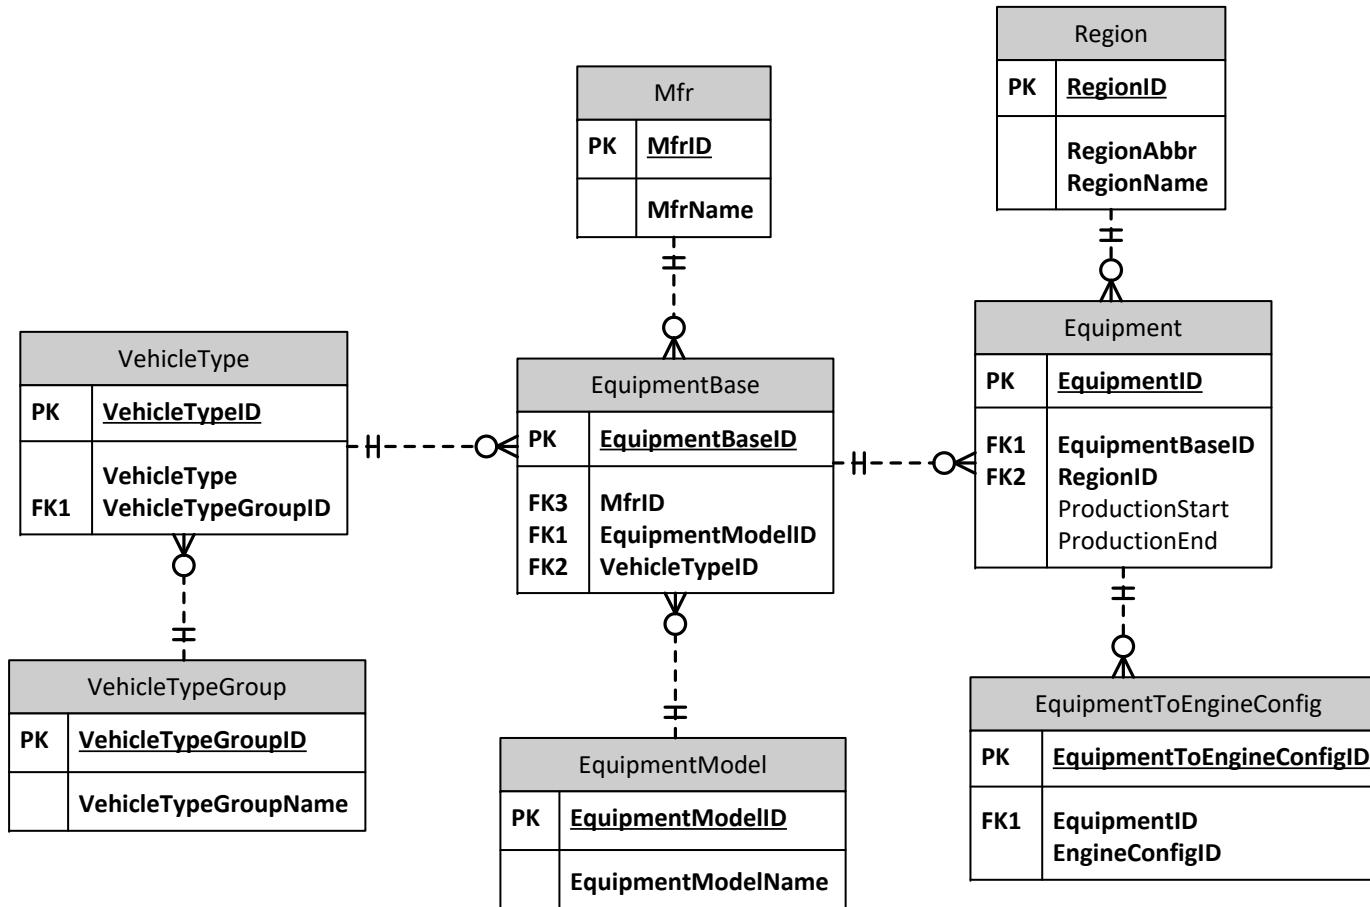 Region
PK RegionID
RegionAbbr
RegionName
Mfr
PK MfrID
MfrName
VehicleType
PK VehicleTypeID
VehicleType
FK1 VehicleTypeGroupID
EquipmentBase
PK EquipmentBaseID
FK3 MfrID
FK1 EquipmentModelID
FK2 VehicleTypeID
Equipment
PK EquipmentID
FK1 EquipmentBaseID
FK2 RegionID
ProductionStart
ProductionEnd
VehicleTypeGroup
PK VehicleTypeGroupID
VehicleTypeGroupName
EquipmentModel
PK EquipmentModelID
EquipmentModelName
EquipmentToEngineConfig
PK EquipmentToEngineConfigID
FK1 EquipmentID
EngineConfigID